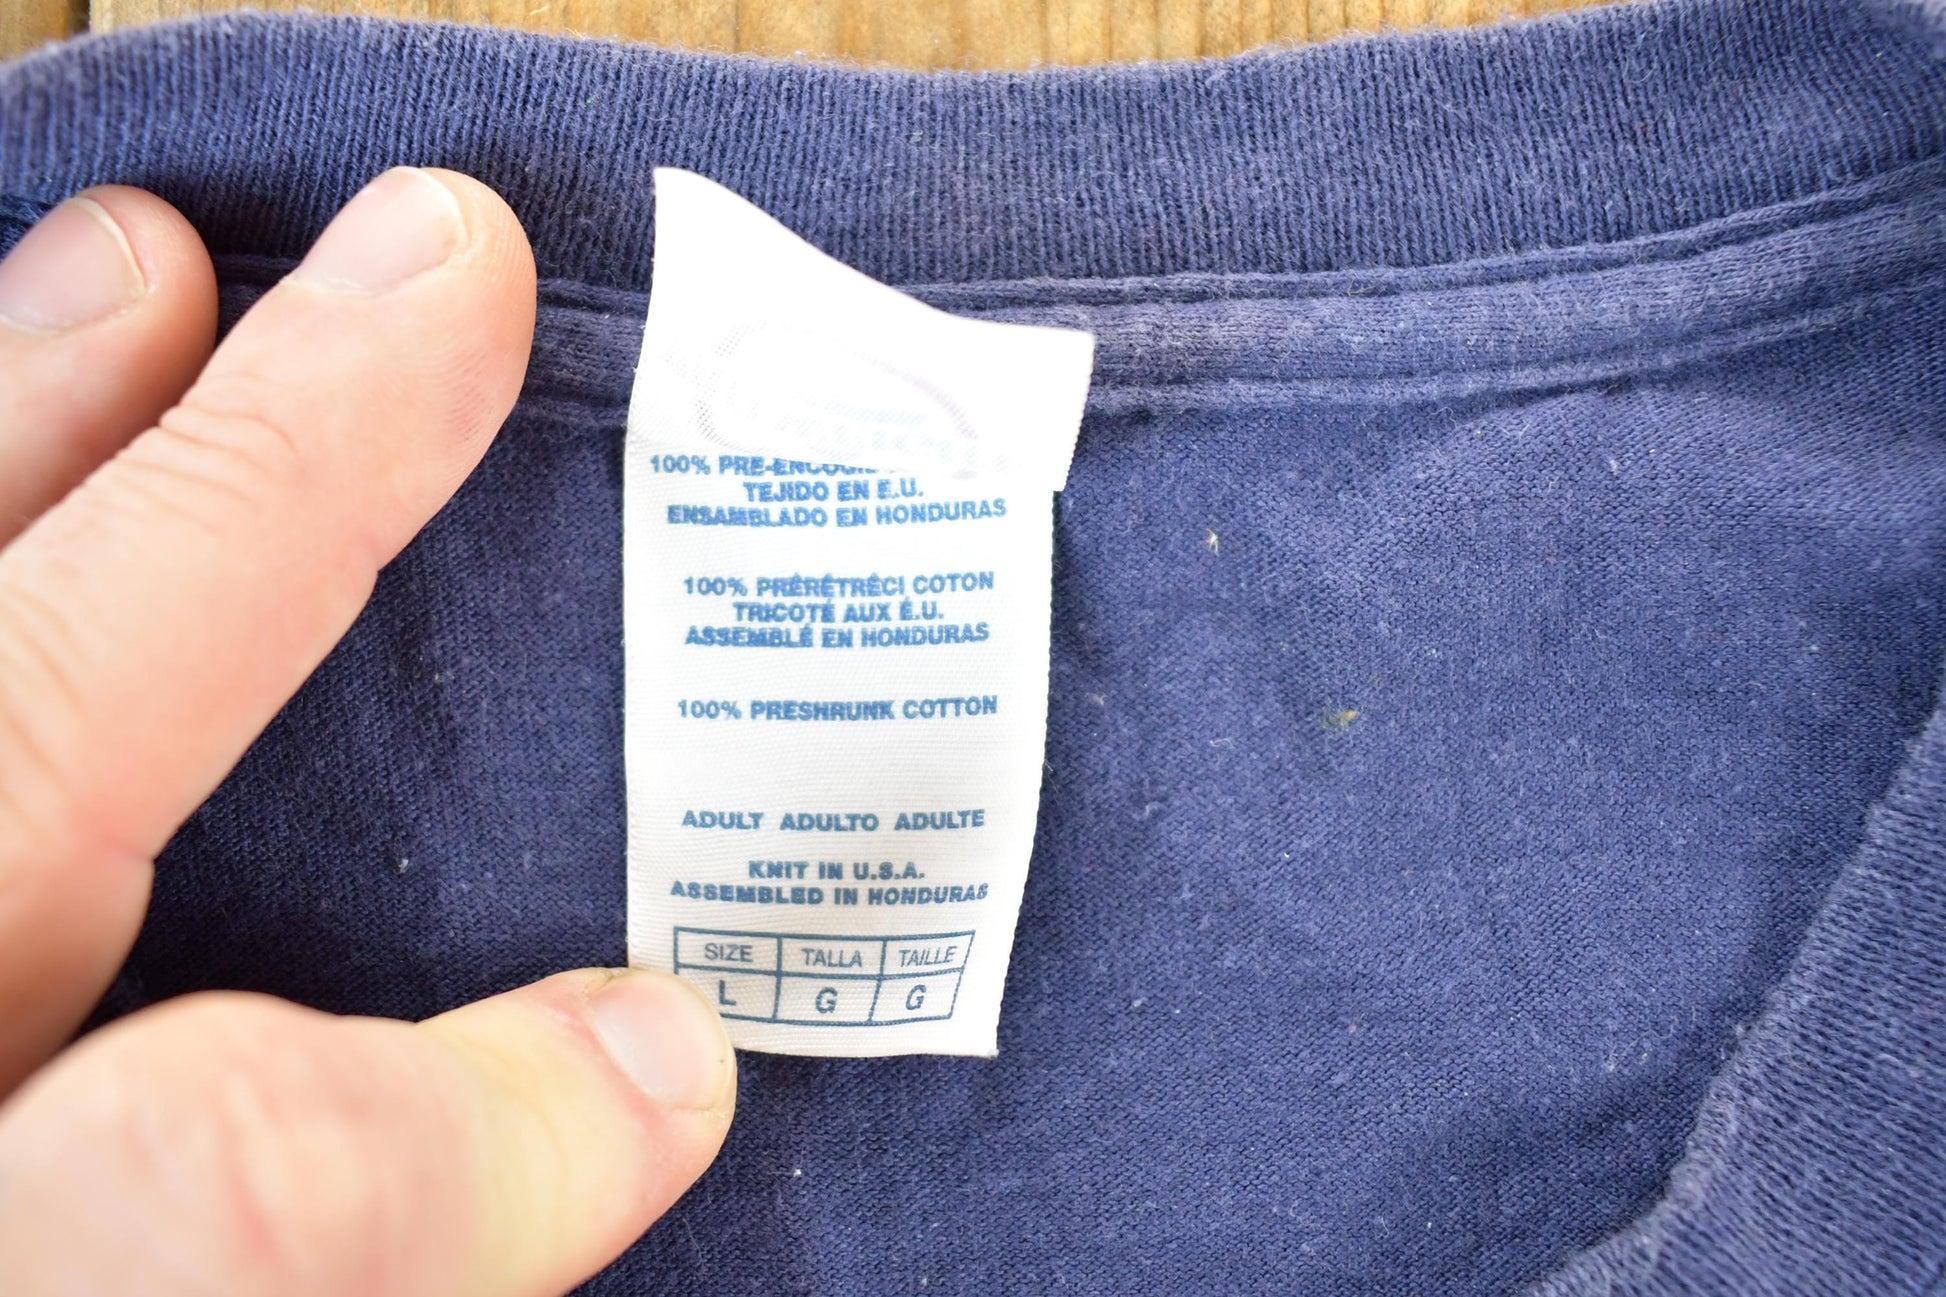 100% PRE-ENCOGI
TEJIDO EN E.U.
ENSAMBLADO EN HONDURAS
100% PRÉRÉTRÉCI COTON
TRICOTÉ AUX É.U.
ASSEMBLÉ EN HONDURAS
100% PRESHRUNK COTTON
ADULT ADULTO ADULTE
KNIT IN U.S.A.
ASSEMBLED IN HONDURAS
SIZE TALLA TAILLE
L G G